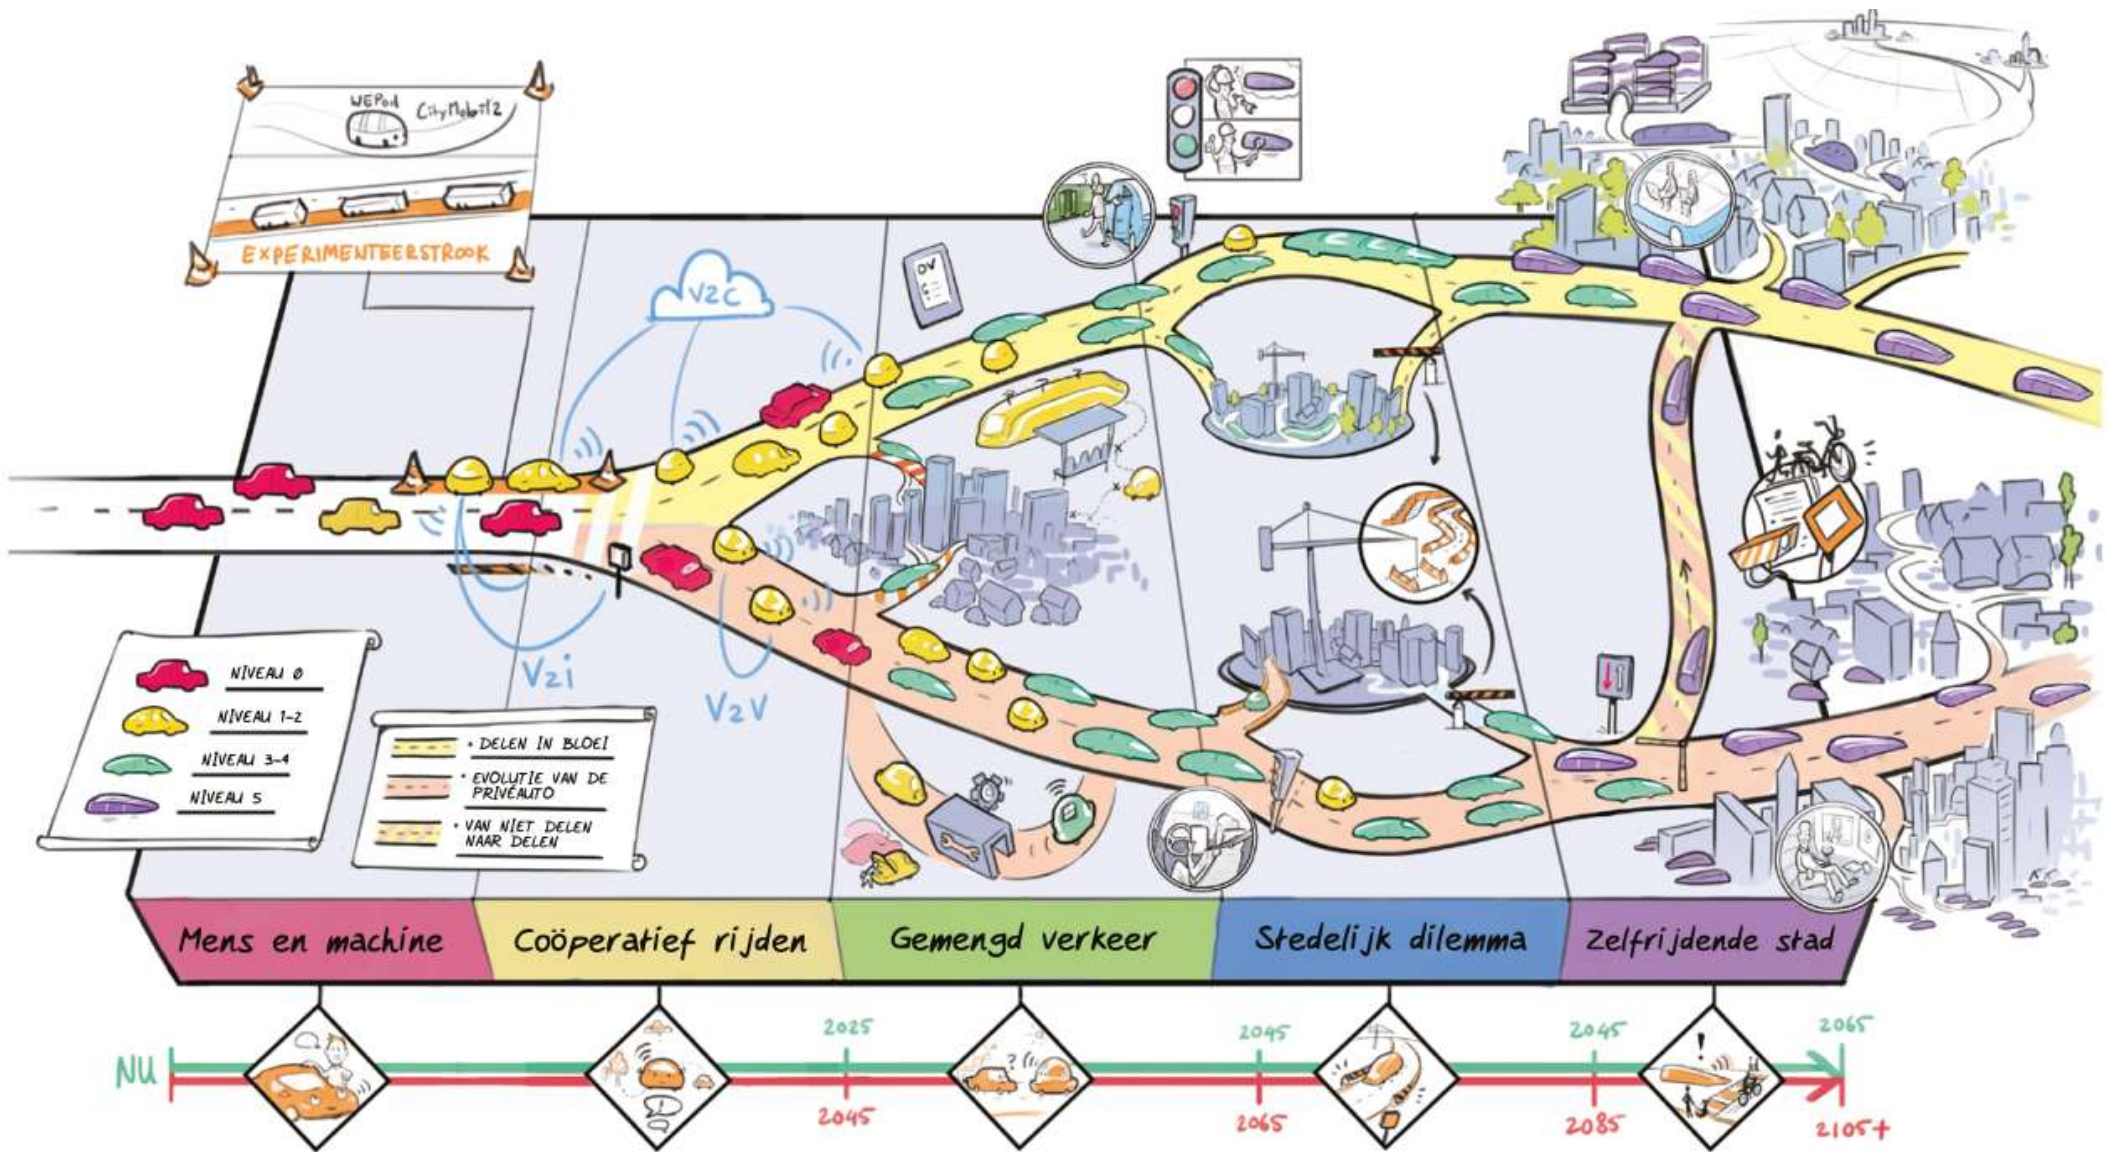 WEPod
CityMobil2
EXPERIMENTEERSTROOK
V2C
OV
V2i
V2V
NIVEAU 0
NIVEAU 1-2
NIVEAU 3-4
NIVEAU 5
• DELEN IN BLOEI
• EVOLUTIE VAN DE
PRIVÉAUTO
• VAN NIET DELEN
NAAR DELEN
Mens en machine
Coöperatief rijden
Gemengd verkeer
Stedelijk dilemma
Zelfrijdende stad
NU
2025
2045
2045
2065
2045
2065
2085
2105+